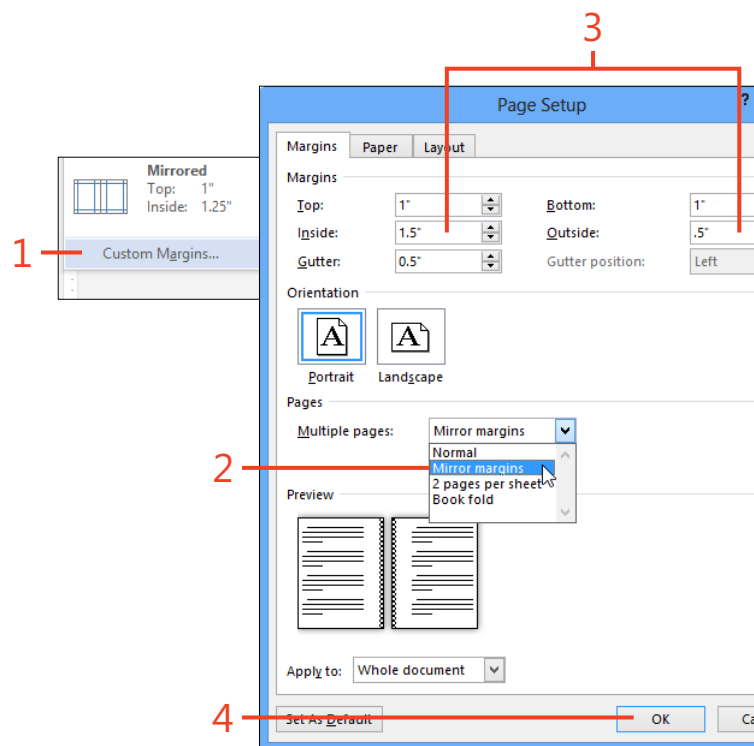 3
Page Setup
?
Margins Paper Layout
Mirrored
Top: 1"
Inside: 1.25"
1
Custom Margins...
Margins
Top: 1" Bottom: 1"
Inside: 1.5" Outside: .5"
Gutter: 0.5" Gutter position: Left
Orientation
A A
Portrait Landscape
Pages
Multiple pages: Mirror margins
Normal
2
Mirror margins
2 pages per sheet
Book fold
Preview
Apply to: Whole document
4
Set As Default OK Ca